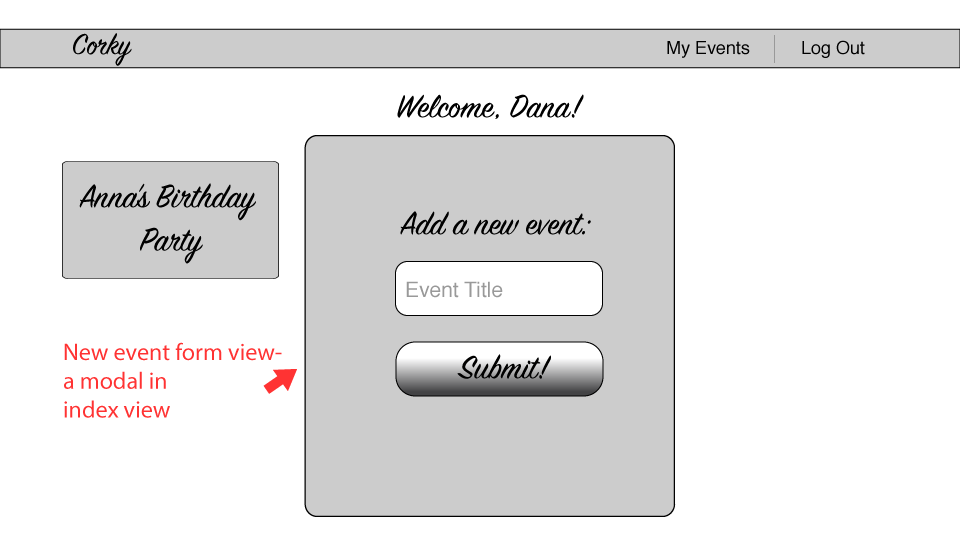 Corky
My Events
Log Out
Welcome, Dana!
Anna's Birthday
Party
Add a new event:
Event Title
Submit!
New event form view-
a modal in
index view